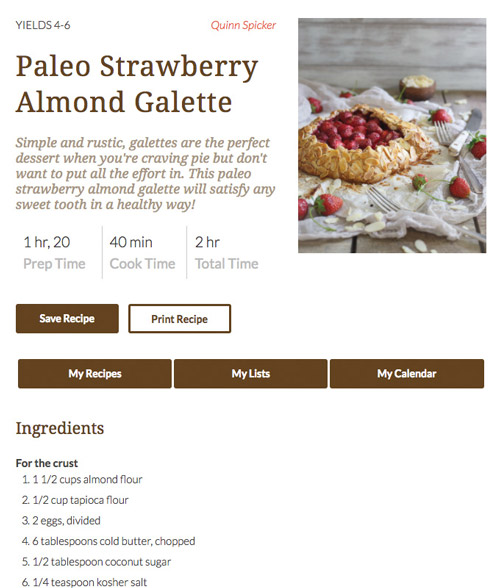 YIELDS 4-6
Quinn Spicker
Paleo Strawberry
Almond Galette
Simple and rustic, galettes are the perfect
dessert when you're craving pie but don't
want to put all the effort in. This paleo
strawberry almond galette will satisfy any
sweet tooth in a healthy way!
1 hr, 20
Prep Time
40 min
Cook Time
2 hr
Total Time
Save Recipe
Print Recipe
My Recipes
My Lists
My Calendar
Ingredients
For the crust
1. 1 1/2 cups almond flour
2. 1/2 cup tapioca flour
3. 2 eggs, divided
4. 6 tablespoons cold butter, chopped
5. 1/2 tablespoon coconut sugar
6. 1/4 teaspoon kosher salt